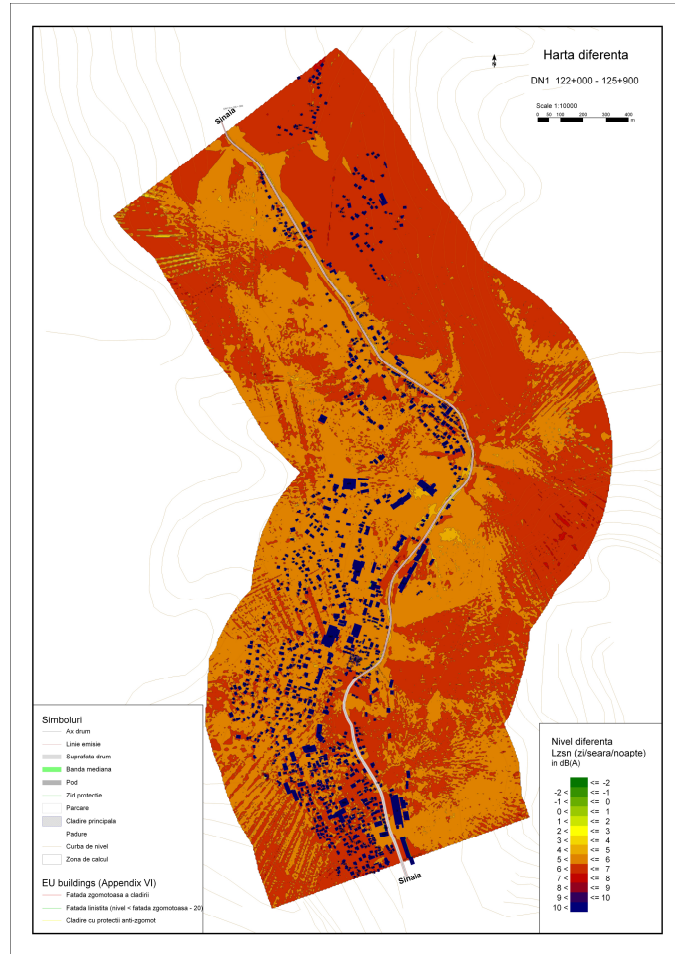 Harta diferenta
DN1 122+000 - 125+900
Scale 1:10000
0 50 100 200 300 400
m
Sinaia
Sinaia
Simboluri
Ax drum
Linie emisie
Suprafata drum
Banda mediana
Pod
Zid protectie
Parcare
Cladire principala
Padure
Curba de nivel
Zona de calcul
EU buildings (Appendix VI)
Fatada zgomotoasa a cladirii
Fatada linistita (nivel < fatada zgomotoasa - 20)
Cladire cu protectii anti-zgomot
Nivel diferenta
Lzsn (zi/seara/noapte)
in dB(A)
<= -2
-2 < <= -1
-1 < <= 0
0 < <= 1
1 < <= 2
2 < <= 3
3 < <= 4
4 < <= 5
5 < <= 6
6 < <= 7
7 < <= 8
8 < <= 9
9 < <= 10
10 <